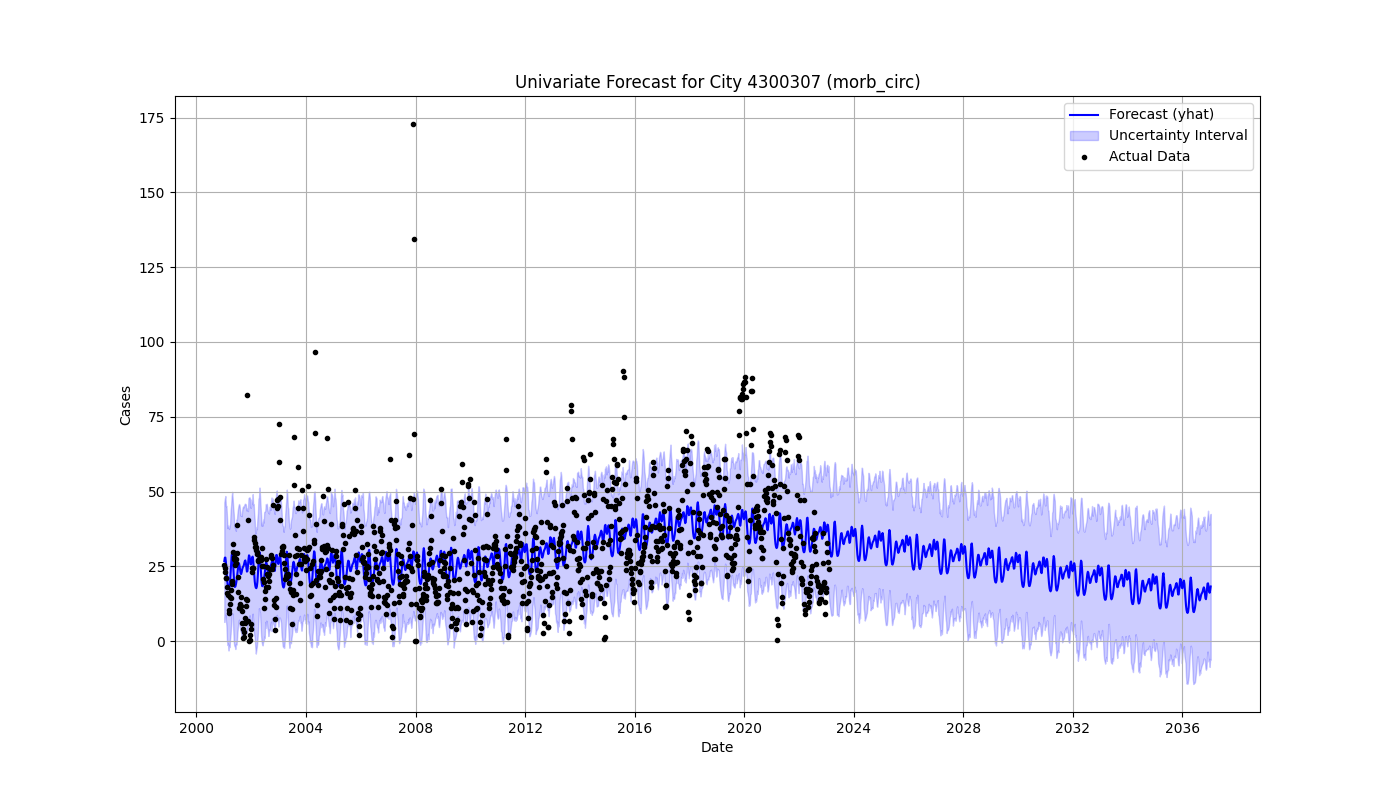 Univariate Forecast for City 4300307 (morb_circ)
Forecast (yhat)
Uncertainty Interval
Actual Data
175
150
125
100
75
50
25
0
Cases
2000 2004 2008 2012 2016 2020 2024 2028 2032 2036
Date